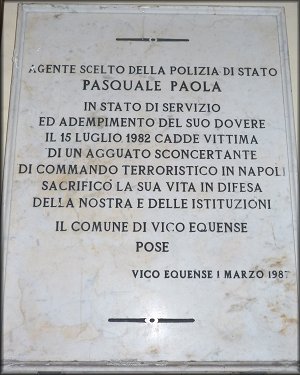 AGENTE SCELTO DELLA POLIZIA DI STATO
PASQUALE PAOLA
IN STATO DI SERVIZIO
ED ADEMPIMENTO DEL SUO DOVERE
IL 15 LUGLIO 1982 CADDE VITTIMA
DI UN AGGUATO SCONCERTANTE
DI COMMANDO TERRORISTICO IN NAPOLI
SACRIFICÒ LA SUA VITA IN DIFESA
DELLA NOSTRA E DELLE ISTITUZIONI
IL COMUNE DI VICO EQUENSE
POSE
VICO EQUENSE 1 MARZO 1987